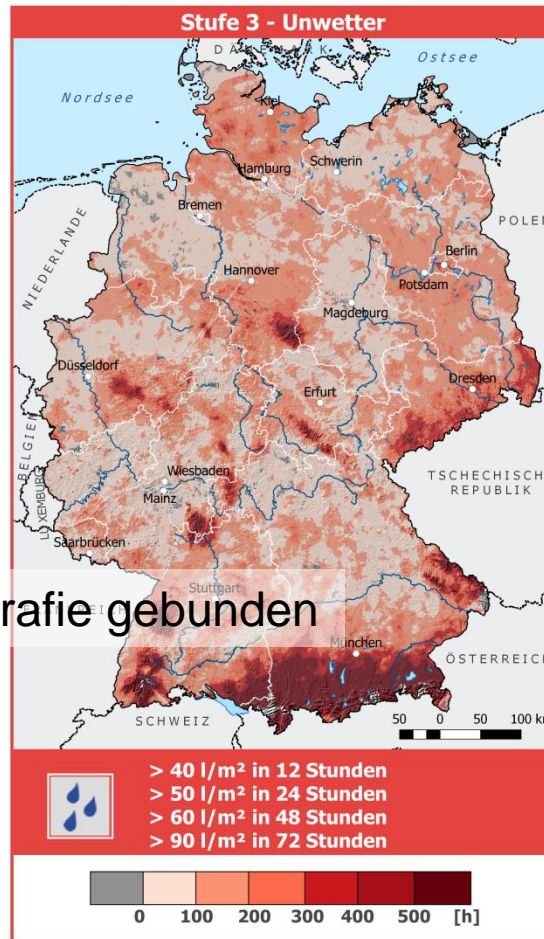 Stufe 3 - Unwetter
DÄNEMARK
Ostsee
Nordsee
Kiel
Schwerin
Hamburg
Bremen
POLEN
NIEDERLANDE
Berlin
Hannover
Potsdam
Magdeburg
Düsseldorf
Erfurt
Dresden
BELGIEN
Wiesbaden
TSCHECHISCHE
REPUBLIK
LUXEMBURG
Mainz
Saarbrücken
Stuttgart
rafie gebunden
München
ÖSTERREICH
SCHWEIZ
50 0 50 100 km
> 40 l/m² in 12 Stunden
> 50 l/m² in 24 Stunden
> 60 l/m² in 48 Stunden
> 90 l/m² in 72 Stunden
0 100 200 300 400 500 [h]